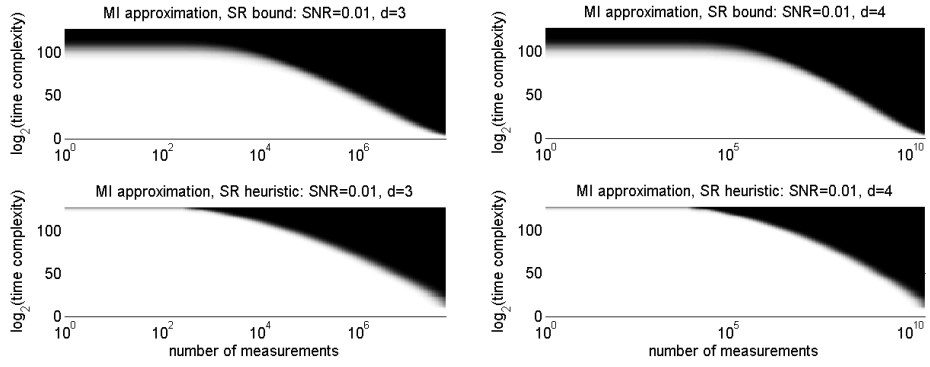 MI approximation, SR bound: SNR=0.01, d=3
log2(time complexity)
100
50
0
10^0 10^2 10^4 10^6
MI approximation, SR bound: SNR=0.01, d=4
log2(time complexity)
100
50
0
10^0 10^5 10^10
MI approximation, SR heuristic: SNR=0.01, d=3
log2(time complexity)
100
50
0
10^0 10^2 10^4 10^6
number of measurements
MI approximation, SR heuristic: SNR=0.01, d=4
log2(time complexity)
100
50
0
10^0 10^5 10^10
number of measurements